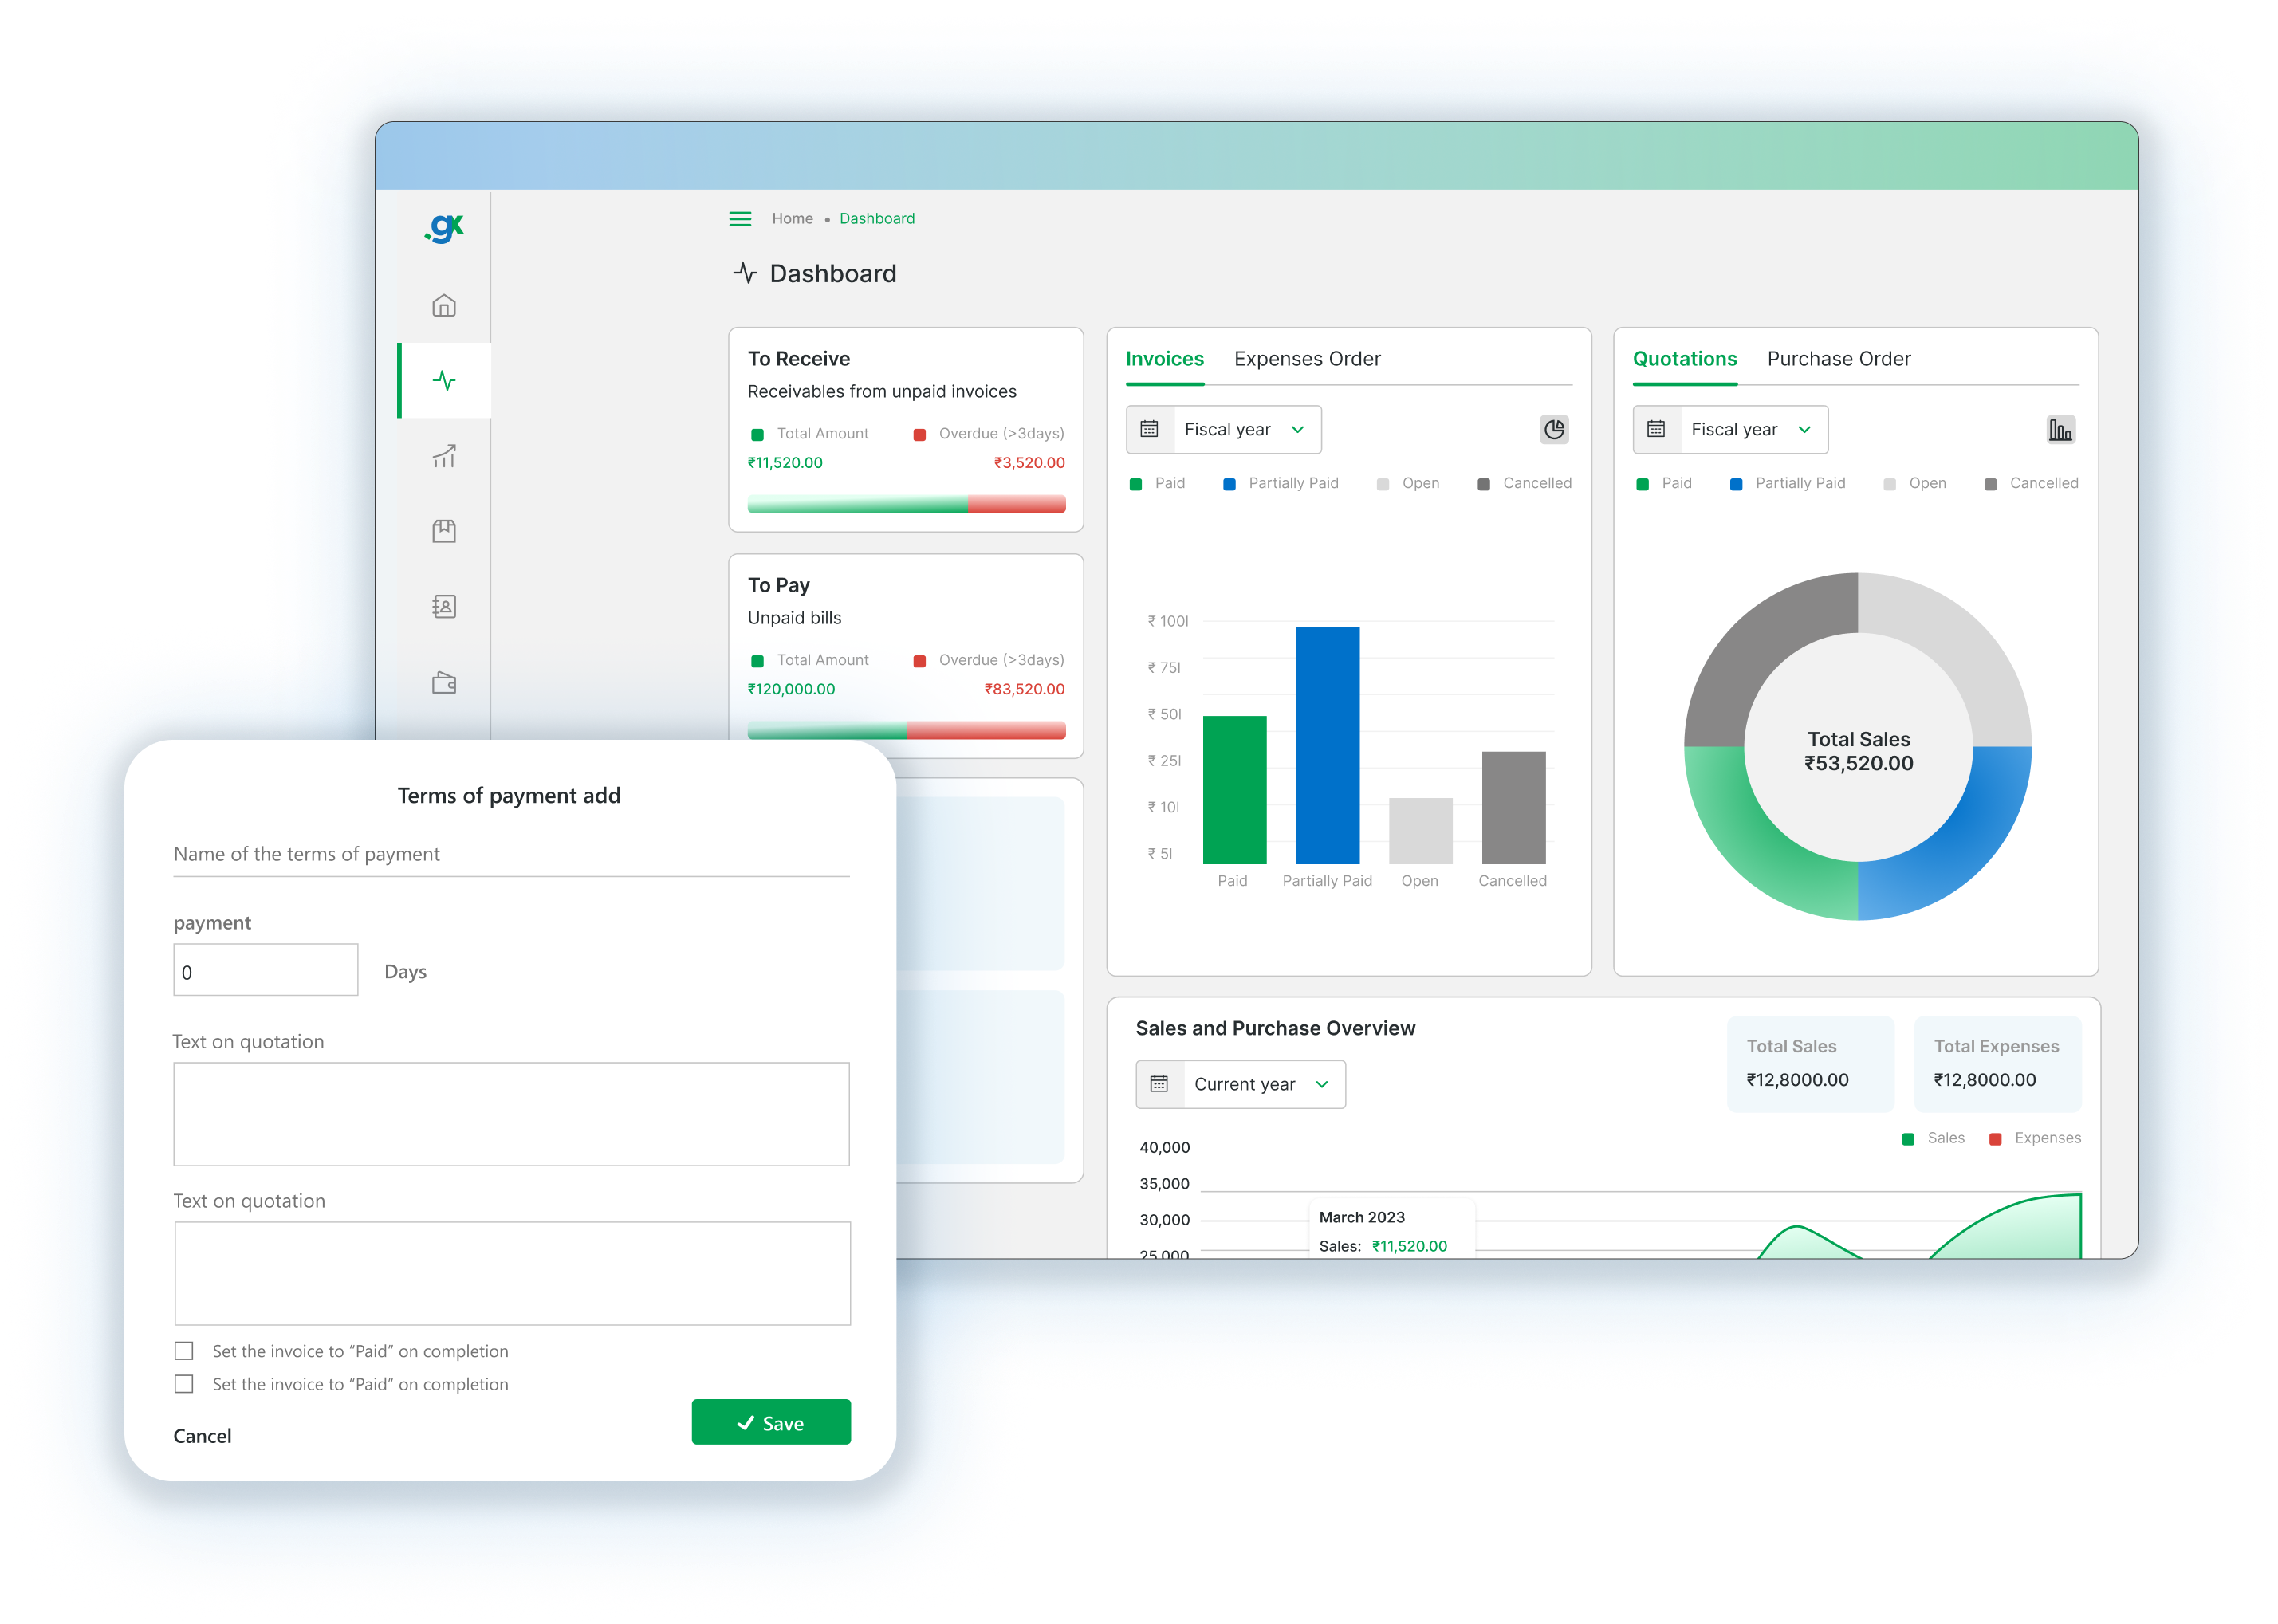 .gx
Home • Dashboard
Dashboard
To Receive
Receivables from unpaid invoices
Total Amount Overdue (>3days)
₹11,520.00 ₹3,520.00
To Pay
Unpaid bills
Total Amount Overdue (>3days)
₹120,000.00 ₹83,520.00
Invoices Expenses Order
Fiscal year
Paid Partially Paid Open Cancelled
₹ 100l
₹ 75l
₹ 50l
₹ 25l
₹ 10l
₹ 5l
Paid Partially Paid Open Cancelled
Quotations Purchase Order
Fiscal year
Paid Partially Paid Open Cancelled
Total Sales
₹53,520.00
Sales and Purchase Overview
Current year
Total Sales
₹12,8000.00
Total Expenses
₹12,8000.00
Sales Expenses
40,000
35,000
30,000
25,000
March 2023
Sales: ₹11,520.00
Terms of payment add
Name of the terms of payment
payment
0 Days
Text on quotation
Text on quotation
Set the invoice to “Paid” on completion
Set the invoice to “Paid” on completion
Cancel
Save